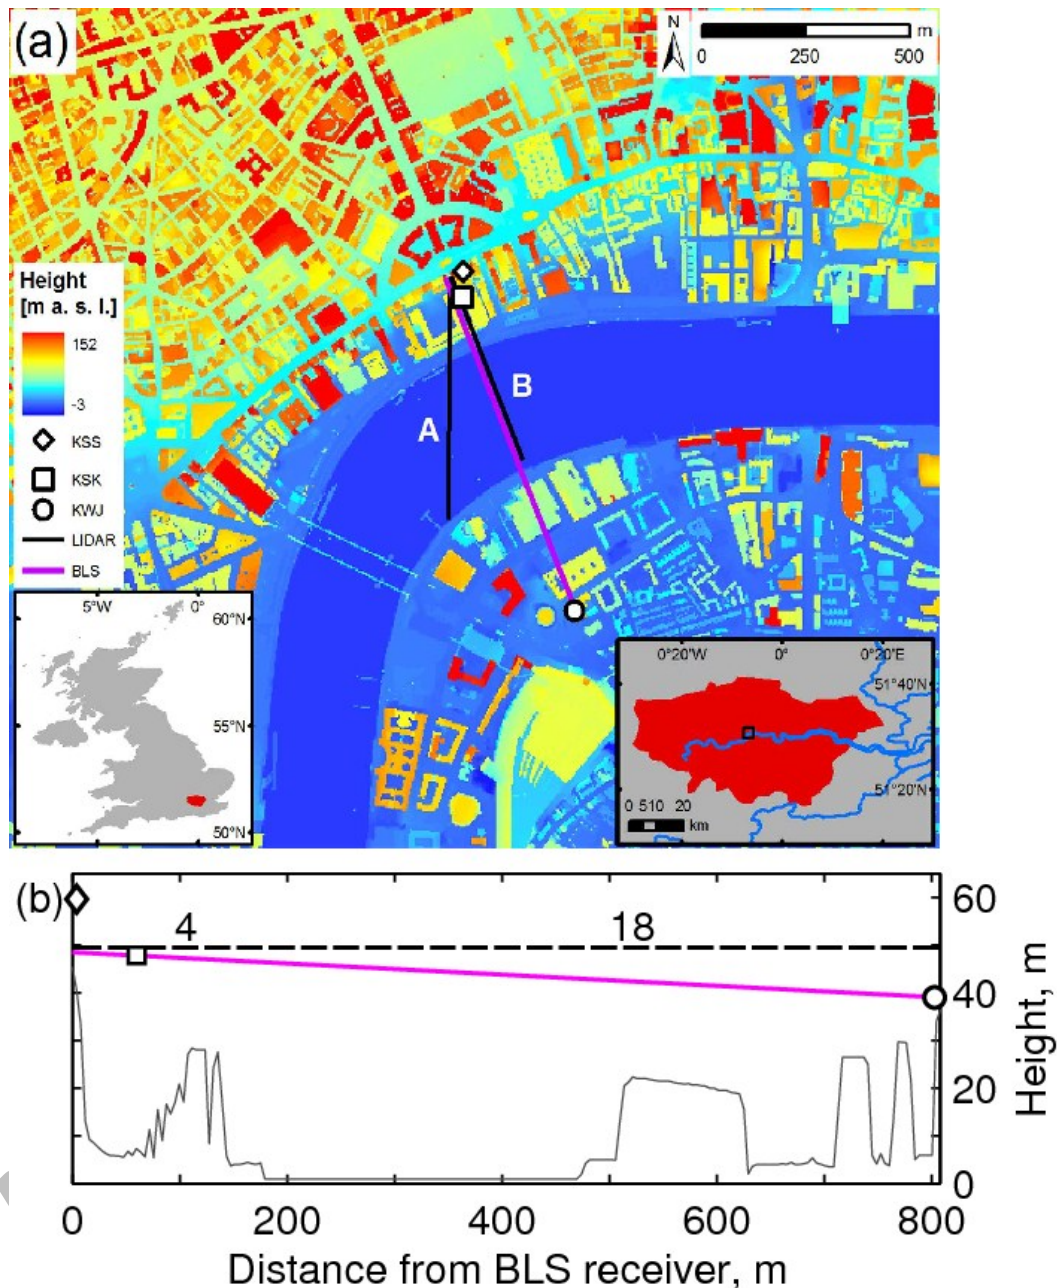 (a)
N
m
0 250 500
Height
[m a. s. l.]
152
-3
KSS
KSK
KWJ
LIDAR
BLS
A
B
5°W 0°
60°N
55°N
50°N
0°20'W 0° 0°20'E
51°40'N
51°20'N
0 510 20
km
(b)
4 18
60
40
20
0
Height, m
0 200 400 600 800
Distance from BLS receiver, m